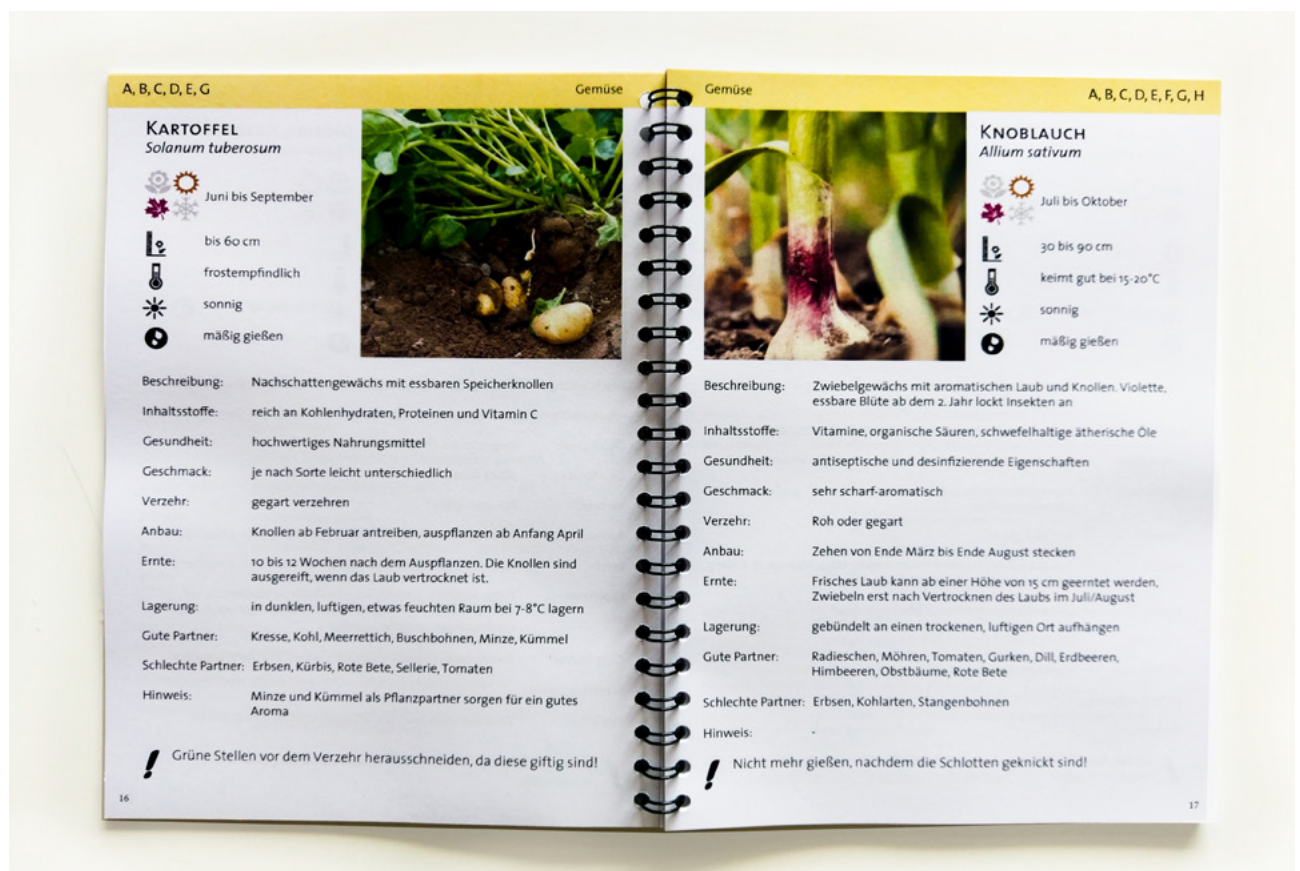 A, B, C, D, E, G
Gemüse
KARTOFFEL
Solanum tuberosum
Juni bis September
bis 60 cm
frostempfindlich
sonnig
mäßig gießen
Beschreibung: Nachschattengewächs mit essbaren Speicherknollen
Inhaltsstoffe: reich an Kohlenhydraten, Proteinen und Vitamin C
Gesundheit: hochwertiges Nahrungsmittel
Geschmack: je nach Sorte leicht unterschiedlich
Verzehr: gegart verzehren
Anbau: Knollen ab Februar antreiben, auspflanzen ab Anfang April
Ernte: 10 bis 12 Wochen nach dem Auspflanzen. Die Knollen sind
ausgereift, wenn das Laub vertrocknet ist.
Lagerung: in dunklen, luftigen, etwas feuchten Raum bei 7-8°C lagern
Gute Partner: Kresse, Kohl, Meerrettich, Buschbohnen, Minze, Kümmel
Schlechte Partner: Erbsen, Kürbis, Rote Bete, Sellerie, Tomaten
Hinweis: Minze und Kümmel als Pflanzpartner sorgen für ein gutes
Aroma
! Grüne Stellen vor dem Verzehr herausschneiden, da diese giftig sind!
16
Gemüse
A, B, C, D, E, F, G, H
KNOBLAUCH
Allium sativum
Juli bis Oktober
30 bis 90 cm
keimt gut bei 15-20°C
sonnig
mäßig gießen
Beschreibung: Zwiebelgewächs mit aromatischen Laub und Knollen. Violette,
essbare Blüte ab dem 2. Jahr lockt Insekten an
Inhaltsstoffe: Vitamine, organische Säuren, schwefelhaltige ätherische Öle
Gesundheit: antiseptische und desinfizierende Eigenschaften
Geschmack: sehr scharf-aromatisch
Verzehr: Roh oder gegart
Anbau: Zehen von Ende März bis Ende August stecken
Ernte: Frisches Laub kann ab einer Höhe von 15 cm geerntet werden,
Zwiebeln erst nach Vertrocknen des Laubs im Juli/August
Lagerung: gebündelt an einen trockenen, luftigen Ort aufhängen
Gute Partner: Radieschen, Möhren, Tomaten, Gurken, Dill, Erdbeeren,
Himbeeren, Obstbäume, Rote Bete
Schlechte Partner: Erbsen, Kohlarten, Stangenbohnen
Hinweis: -
! Nicht mehr gießen, nachdem die Schlotten geknickt sind!
17